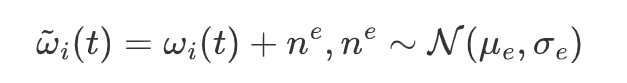 ω̃ᵢ(t) = ωᵢ(t) + nᵉ, nᵉ ∼ 𝒩(μₑ, σₑ)